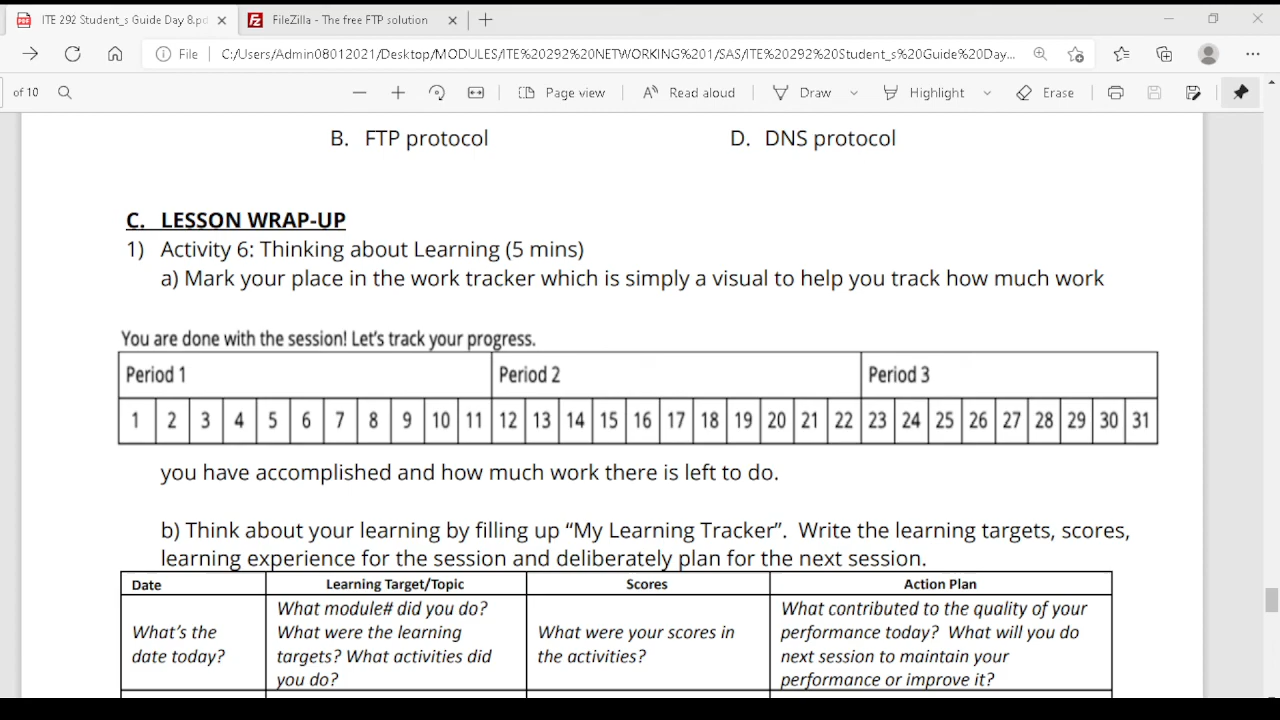 ITE 292 Student_s Guide Day 8.pd
FileZilla - The free FTP solution
File
C:/Users/Admin08012021/Desktop/MODULES/ITE%20292%20NETWORKING%201/SAS/ITE%20292%20Student_s%20Guide%20Day...
of 10
Page view
Read aloud
Draw
Highlight
Erase
B. FTP protocol
D. DNS protocol
C. LESSON WRAP-UP
1) Activity 6: Thinking about Learning (5 mins)
a) Mark your place in the work tracker which is simply a visual to help you track how much work
You are done with the session! Let's track your progress.
Period 1 Period 2 Period 3
1 2 3 4 5 6 7 8 9 10 11 12 13 14 15 16 17 18 19 20 21 22 23 24 25 26 27 28 29 30 31
you have accomplished and how much work there is left to do.
b) Think about your learning by filling up “My Learning Tracker”. Write the learning targets, scores,
learning experience for the session and deliberately plan for the next session.
Date Learning Target/Topic Scores Action Plan
What's the
date today?
What module# did you do?
What were the learning
targets? What activities did
you do?
What were your scores in
the activities?
What contributed to the quality of your
performance today? What will you do
next session to maintain your
performance or improve it?